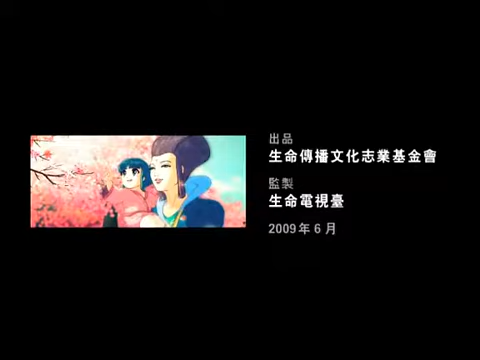 出品
生命傳播文化志業基金會
監製
生命電視臺
2009年6月